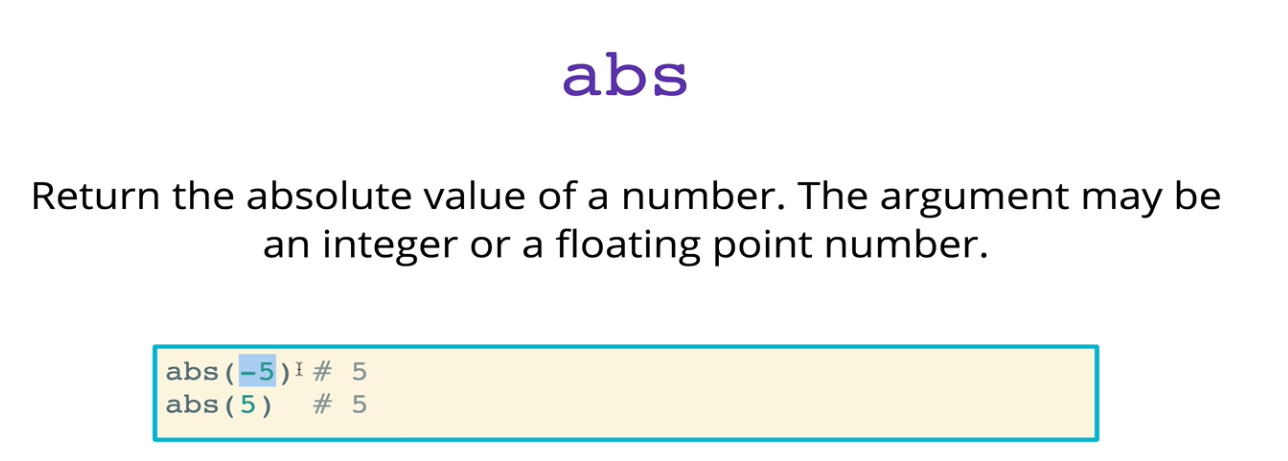 abs
Return the absolute value of a number. The argument may be
an integer or a floating point number.
abs(-5) # 5
abs(5)  # 5